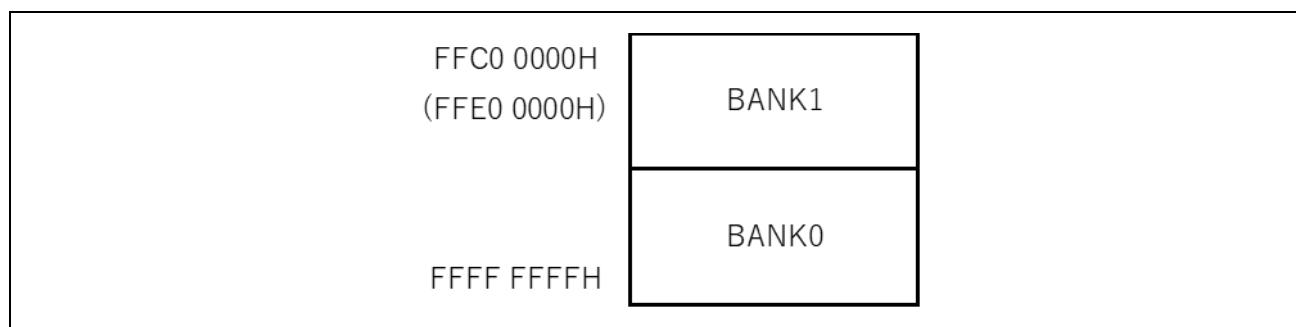 FFC0 0000H
(FFE0 0000H)
BANK1
BANK0
FFFF FFFFH